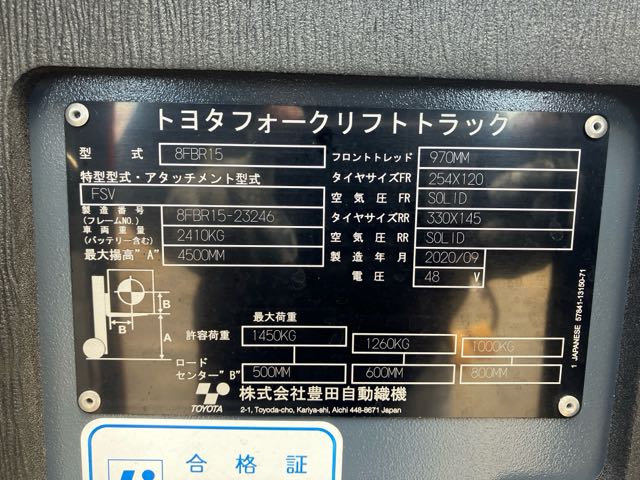 トヨタフォークリフトトラック
型式 8FBR15
フロントトレッド 970MM
特型型式・アタッチメント型式
FSV
タイヤサイズFR 254X120
空気圧 FR SOLID
製造番号 (フレームNO.) 8FBR15-23246
タイヤサイズRR 330X145
車両重量 (バッテリー含む) 2410KG
空気圧 RR SOLID
最大揚高"A" 4500MM
製造年月 2020/09
電圧 48 V
B
B
A
最大荷重
許容荷重 1450KG 1260KG 1000KG
ロード
センター"B" 500MM 600MM 800MM
TOYOTA
株式会社豊田自動織機
2-1, Toyoda-cho, Kariya-shi, Aichi 448-8671 Japan
1 JAPANESE 57841-13150-71
合格証